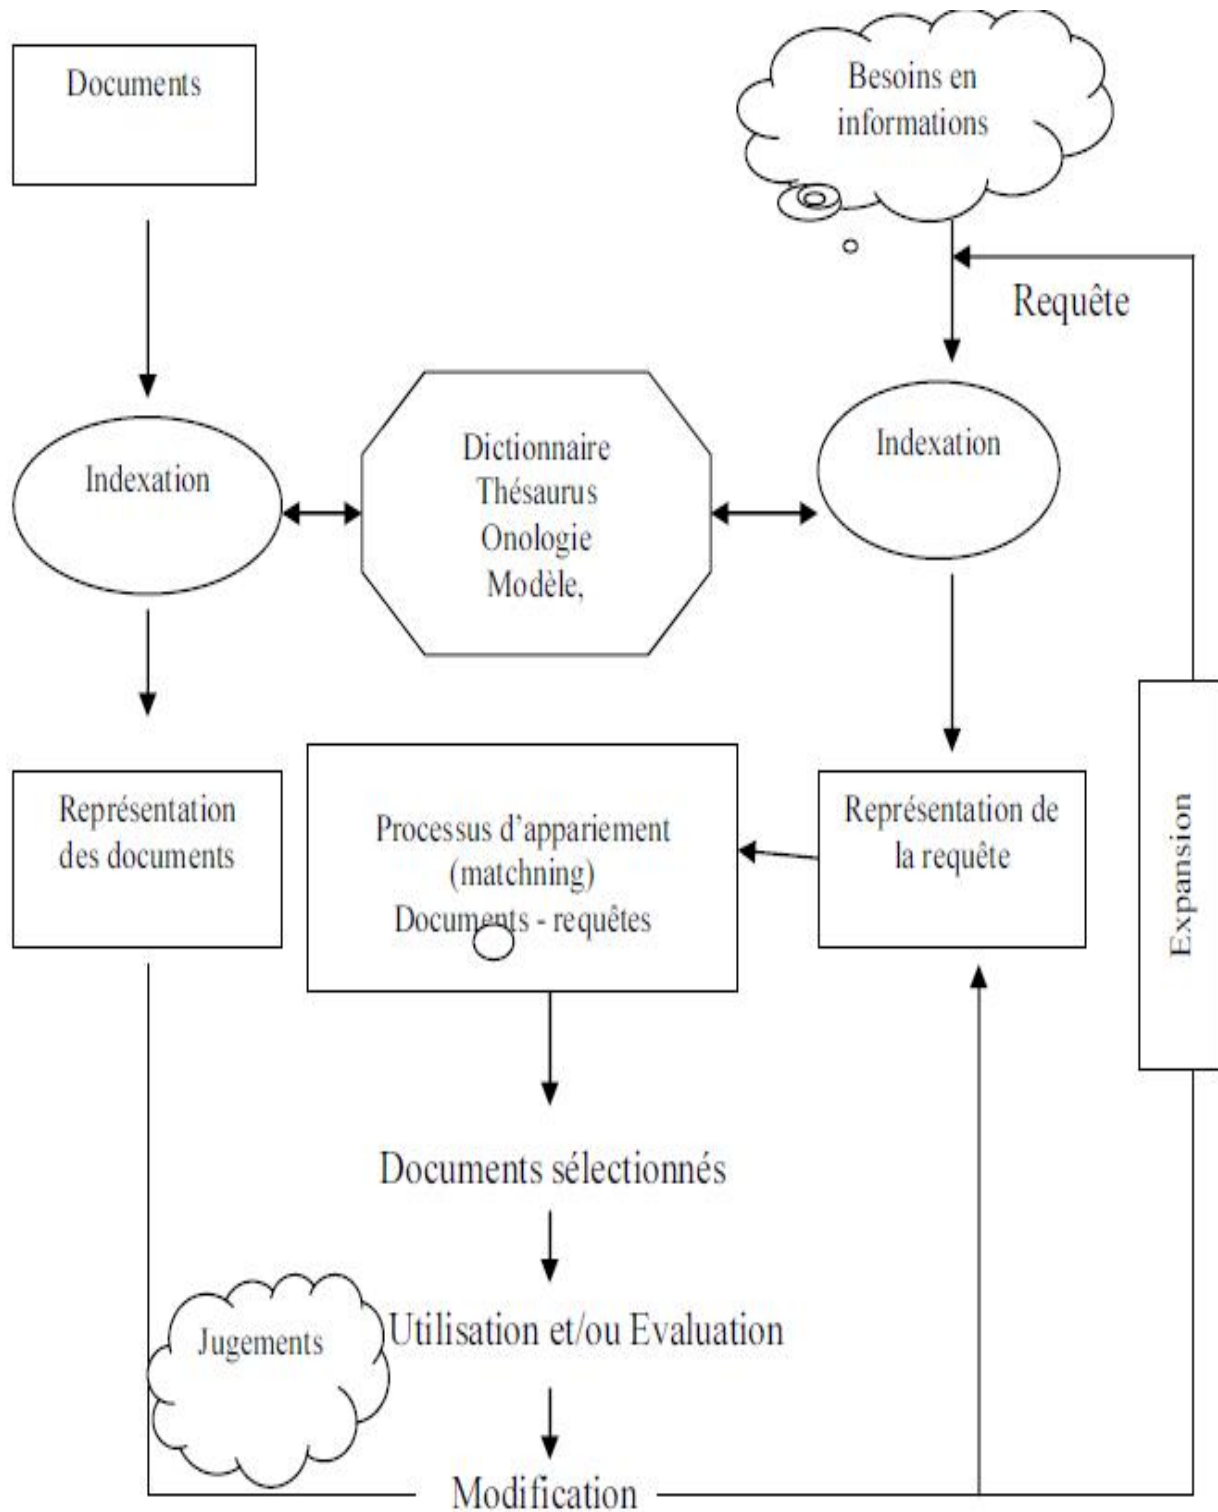 Documents
Besoins en
informations
Requête
Indexation
Dictionnaire
Thésaurus
Onologie
Modèle,
Indexation
Représentation
des documents
Processus d'appariement
(matchning)
Documents - requêtes
Représentation de
la requête
Expansion
Documents sélectionnés
Jugements
Utilisation et/ou Evaluation
Modification